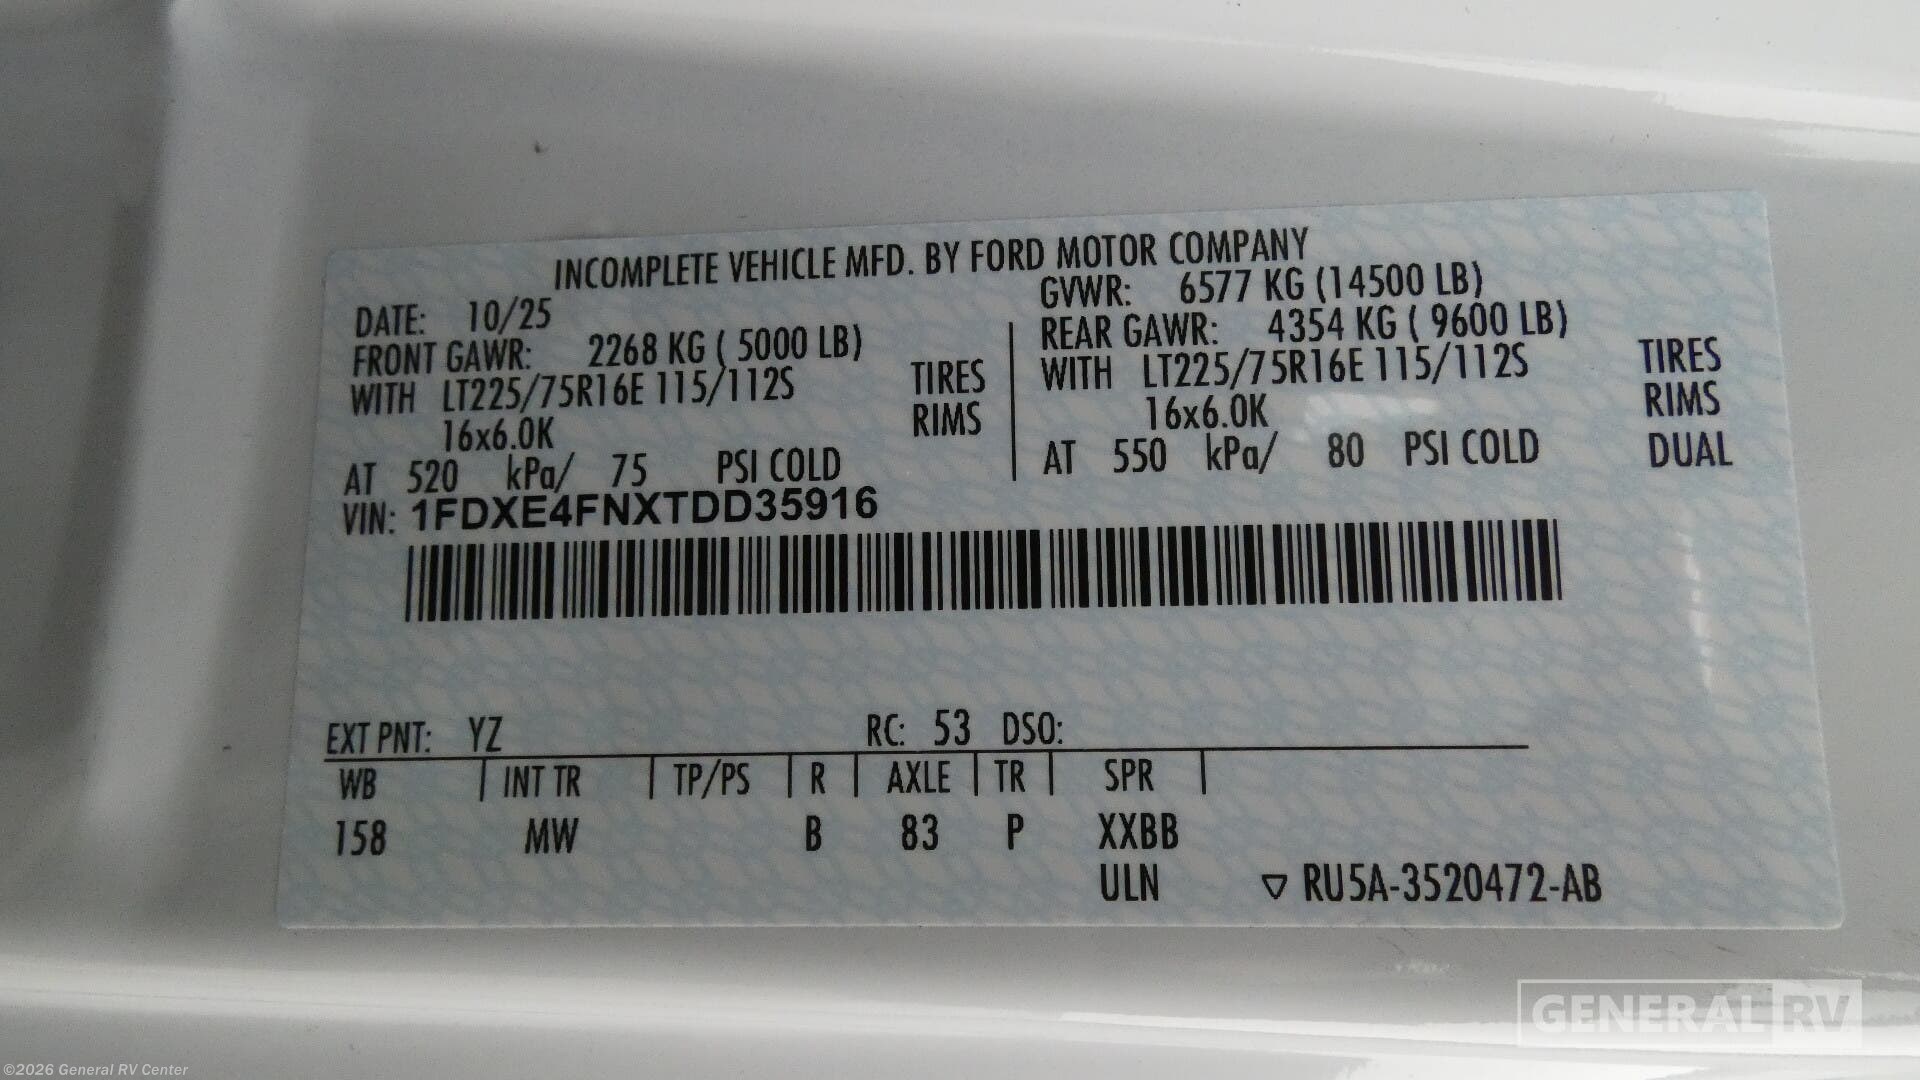 INCOMPLETE VEHICLE MFD. BY FORD MOTOR COMPANY
DATE: 10/25
GVWR: 6577 KG (14500 LB)
FRONT GAWR: 2268 KG ( 5000 LB)
REAR GAWR: 4354 KG ( 9600 LB)
WITH LT225/75R16E 115/112S TIRES
WITH LT225/75R16E 115/112S TIRES
16x6.0K RIMS
16x6.0K RIMS
AT 520 kPa/ 75 PSI COLD
AT 550 kPa/ 80 PSI COLD DUAL
VIN: 1FDXE4FNXTDD35916
EXT PNT: YZ RC: 53 DSO:
WB INT TR TP/PS R AXLE TR SPR
158 MW B 83 P XXBB
ULN ▽ RU5A-3520472-AB
GENERAL RV
©2026 General RV Center